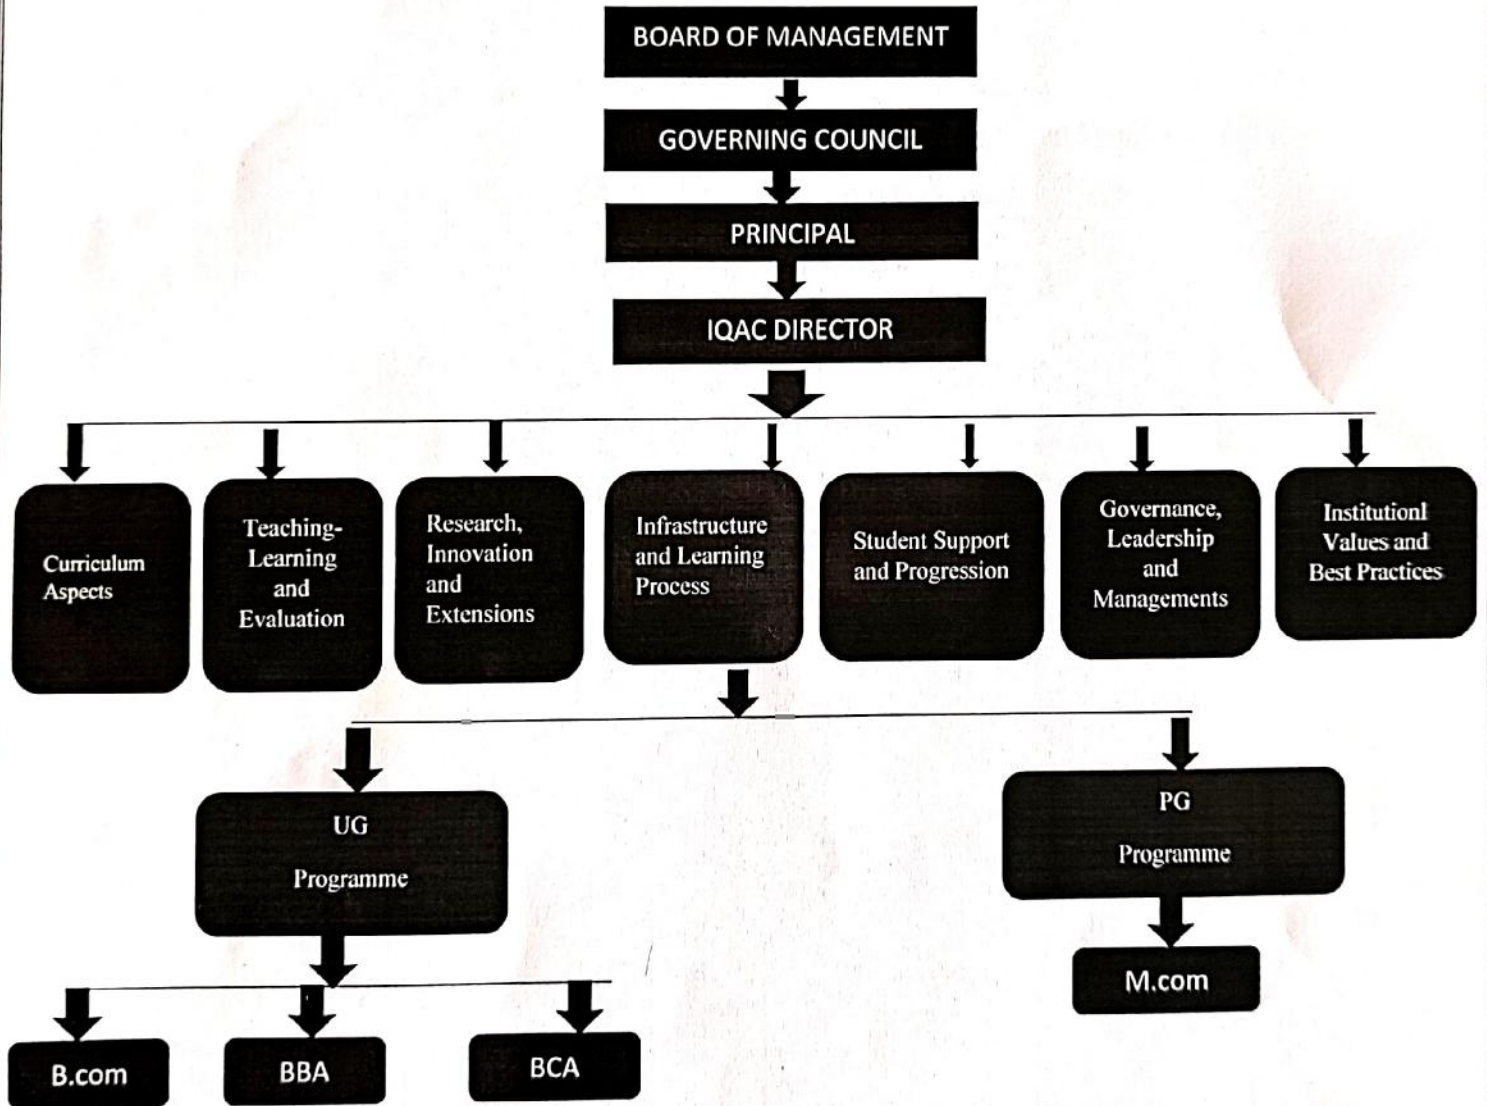 BOARD OF MANAGEMENT
GOVERNING COUNCIL
PRINCIPAL
IQAC DIRECTOR
Curriculum
Aspects
Teaching-
Learning
and
Evaluation
Research,
Innovation
and
Extensions
Infrastructure
and Learning
Process
Student Support
and Progression
Governance,
Leadership
and
Managements
Institutionl
Values and
Best Practices
UG
Programme
PG
Programme
M.com
B.com
BBA
BCA